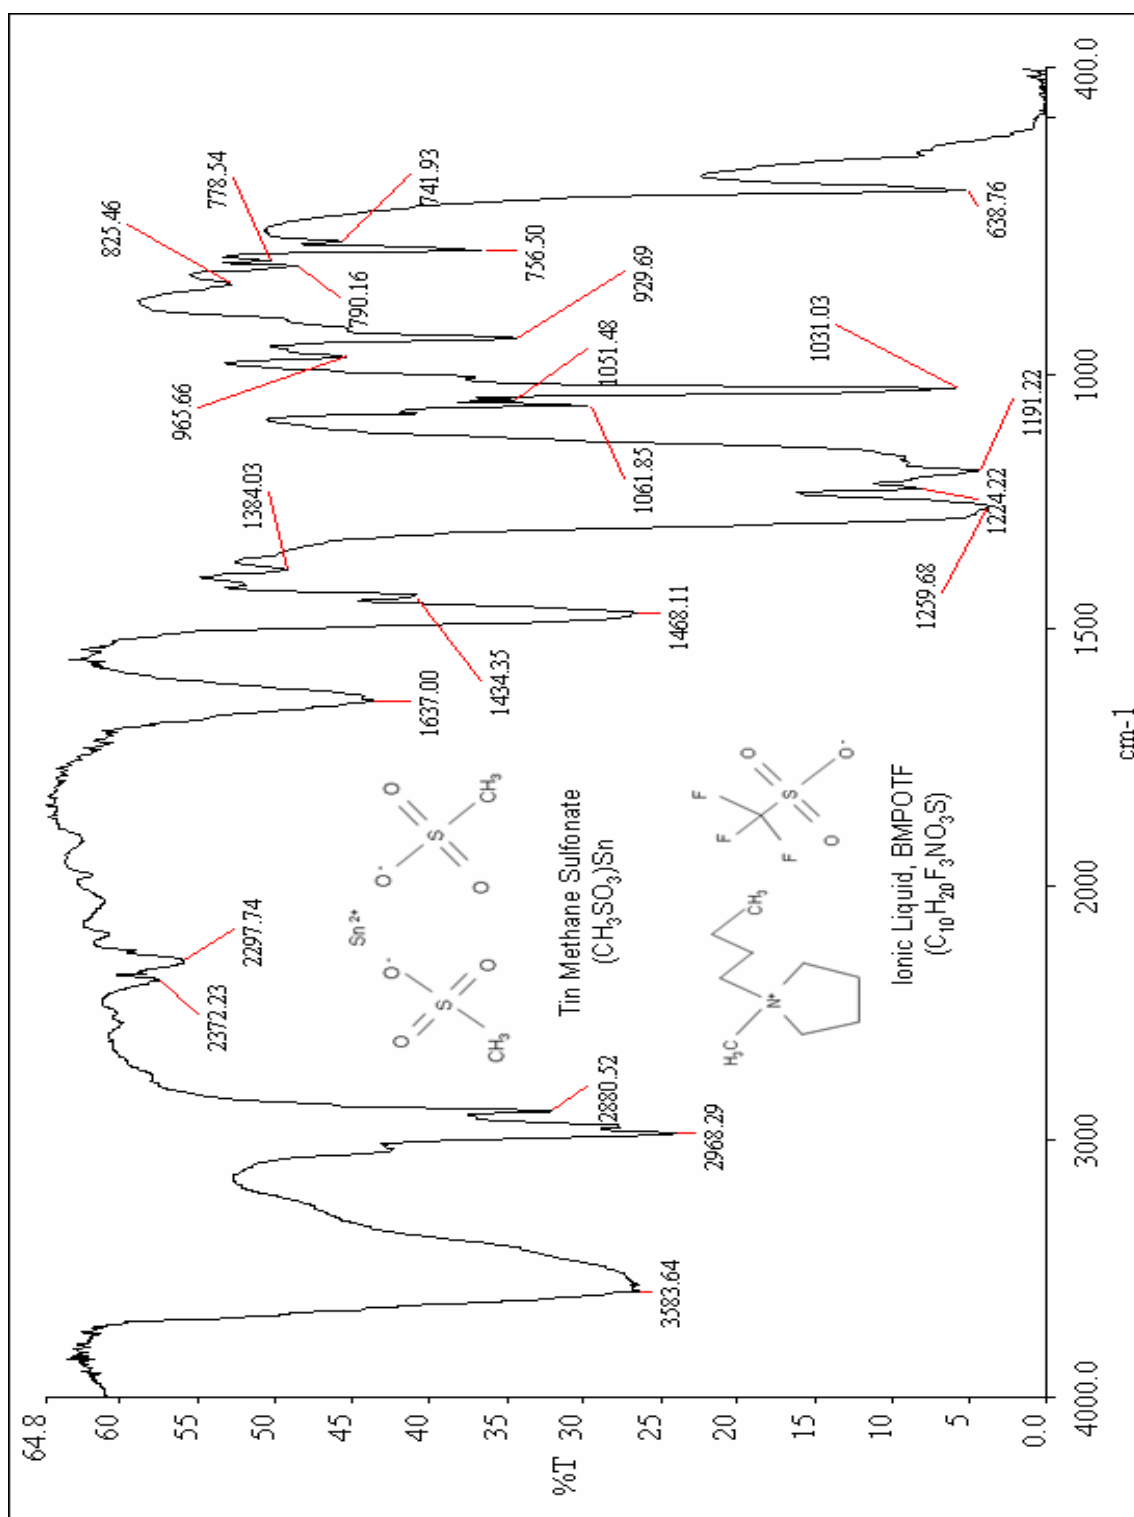 64.8
60
55
50
45
40
35
30
25
20
15
10
5
0.0
%T
4000.0
3000
2000
1500
1000
400.0
cm-1
3583.64
2968.29
2880.52
2372.23
2297.74
1637.00
1468.11
1434.35
1384.03
1259.68
1224.22
1191.22
1061.85
1051.48
1031.03
965.66
929.69
825.46
790.16
778.54
756.50
741.93
638.76
O
O
S
CH₃
O⁻
Sn²⁺
O⁻
S
O
O
CH₃
Tin Methane Sulfonate
(CH₃SO₃)Sn
H₃C
N⁺
CH₃
F
F
F
S
O
O
O⁻
Ionic Liquid, BMPOTF
(C₁₀H₂₀F₃NO₃S)